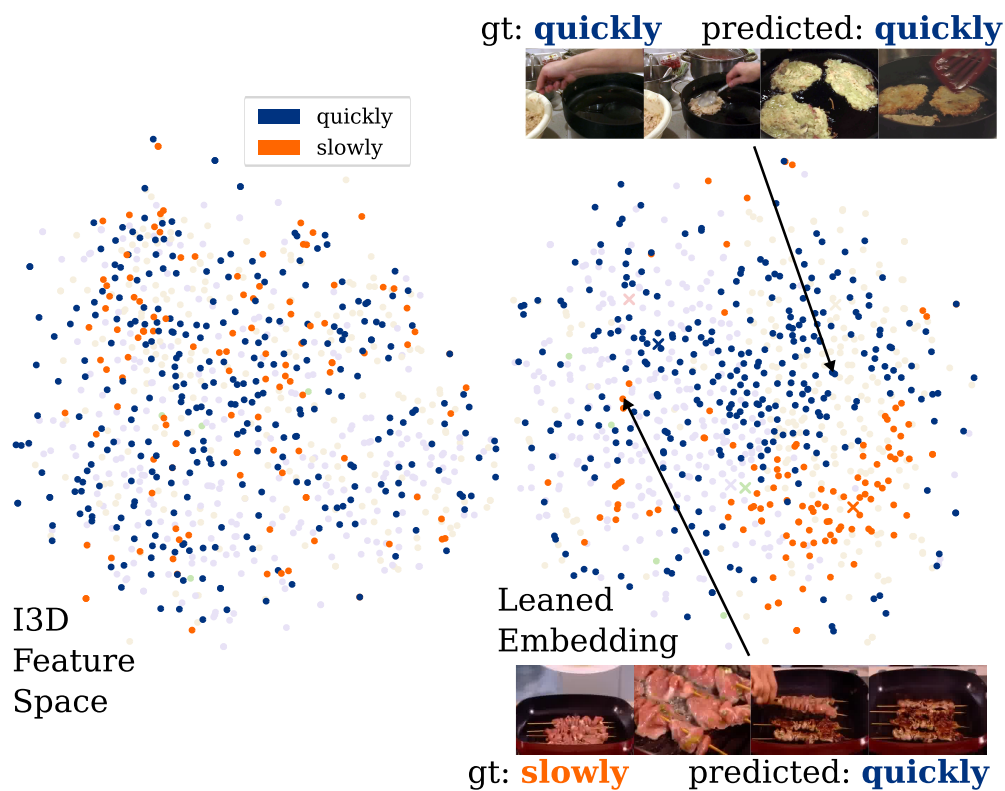 gt: quickly predicted: quickly
quickly
slowly
I3D
Feature
Space
Leaned
Embedding
gt: slowly predicted: quickly